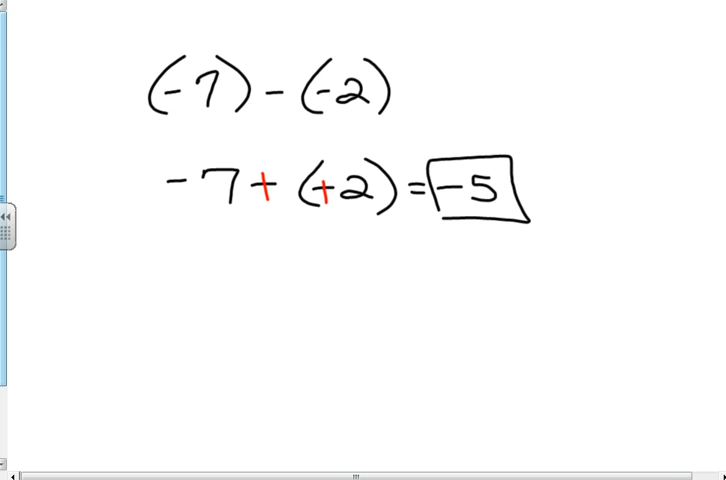 (-7) - (-2)
-7 + (+2) = -5